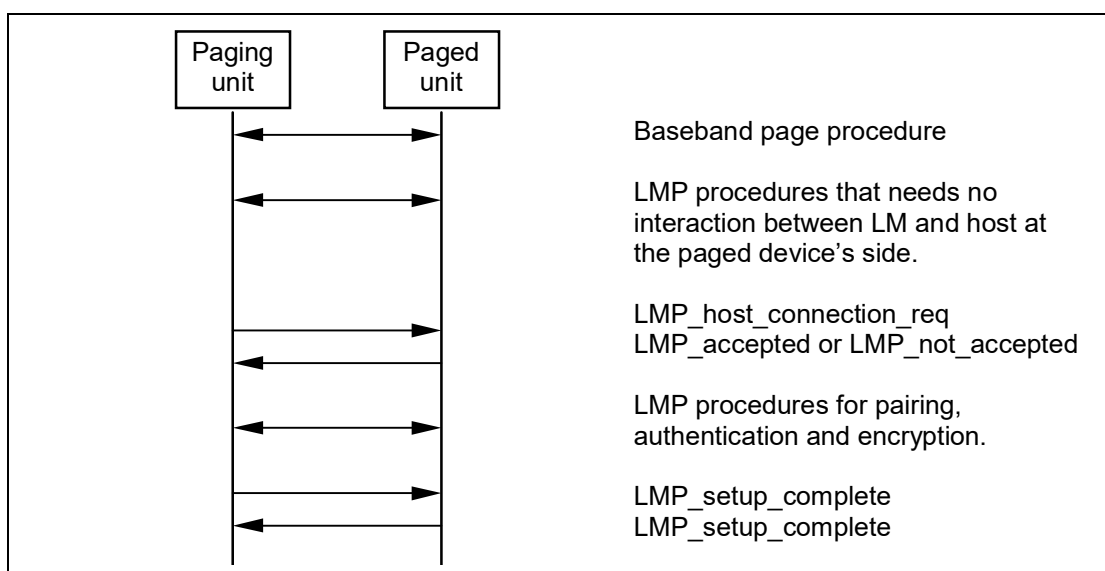 Paging
unit
Paged
unit
Baseband page procedure
LMP procedures that needs no
interaction between LM and host at
the paged device’s side.
LMP_host_connection_req
LMP_accepted or LMP_not_accepted
LMP procedures for pairing,
authentication and encryption.
LMP_setup_complete
LMP_setup_complete